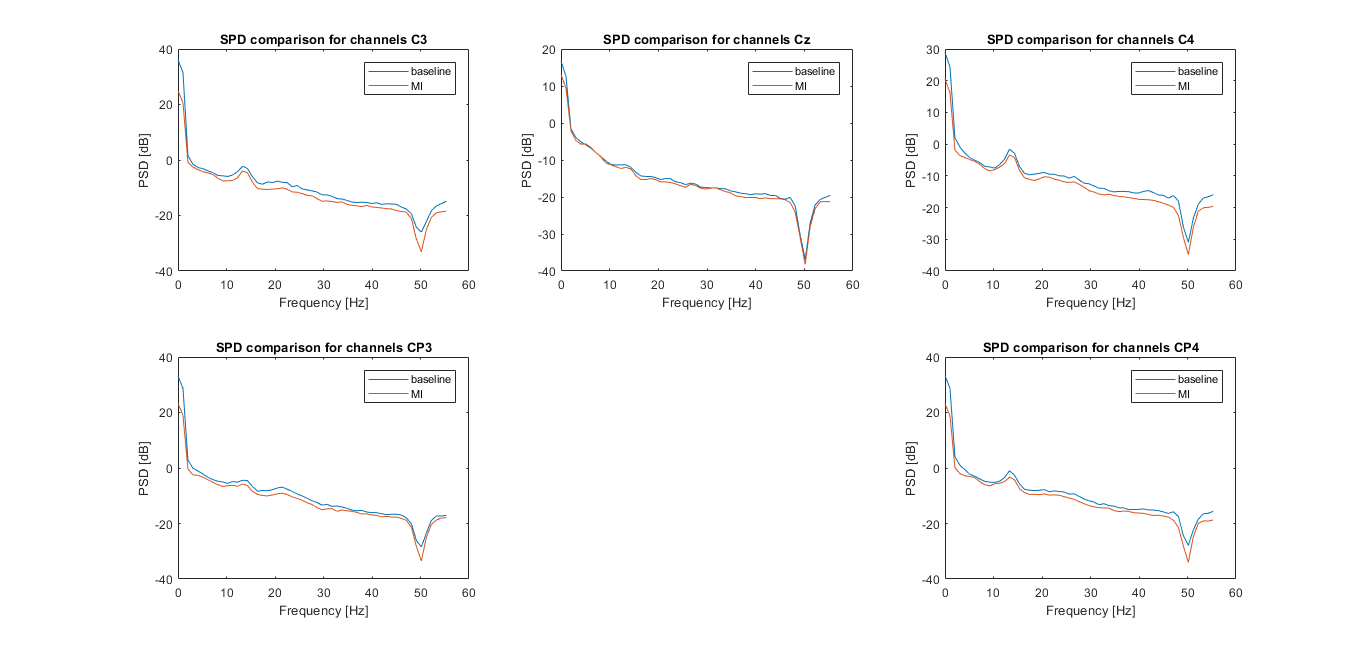 SPD comparison for channels C3
40
20
0
-20
-40
PSD [dB]
baseline
MI
0 10 20 30 40 50 60
Frequency [Hz]
SPD comparison for channels Cz
20
10
0
-10
-20
-30
-40
PSD [dB]
baseline
MI
0 10 20 30 40 50 60
Frequency [Hz]
SPD comparison for channels C4
30
20
10
0
-10
-20
-30
-40
PSD [dB]
baseline
MI
0 10 20 30 40 50 60
Frequency [Hz]
SPD comparison for channels CP3
40
20
0
-20
-40
PSD [dB]
baseline
MI
0 10 20 30 40 50 60
Frequency [Hz]
SPD comparison for channels CP4
40
20
0
-20
-40
PSD [dB]
baseline
MI
0 10 20 30 40 50 60
Frequency [Hz]